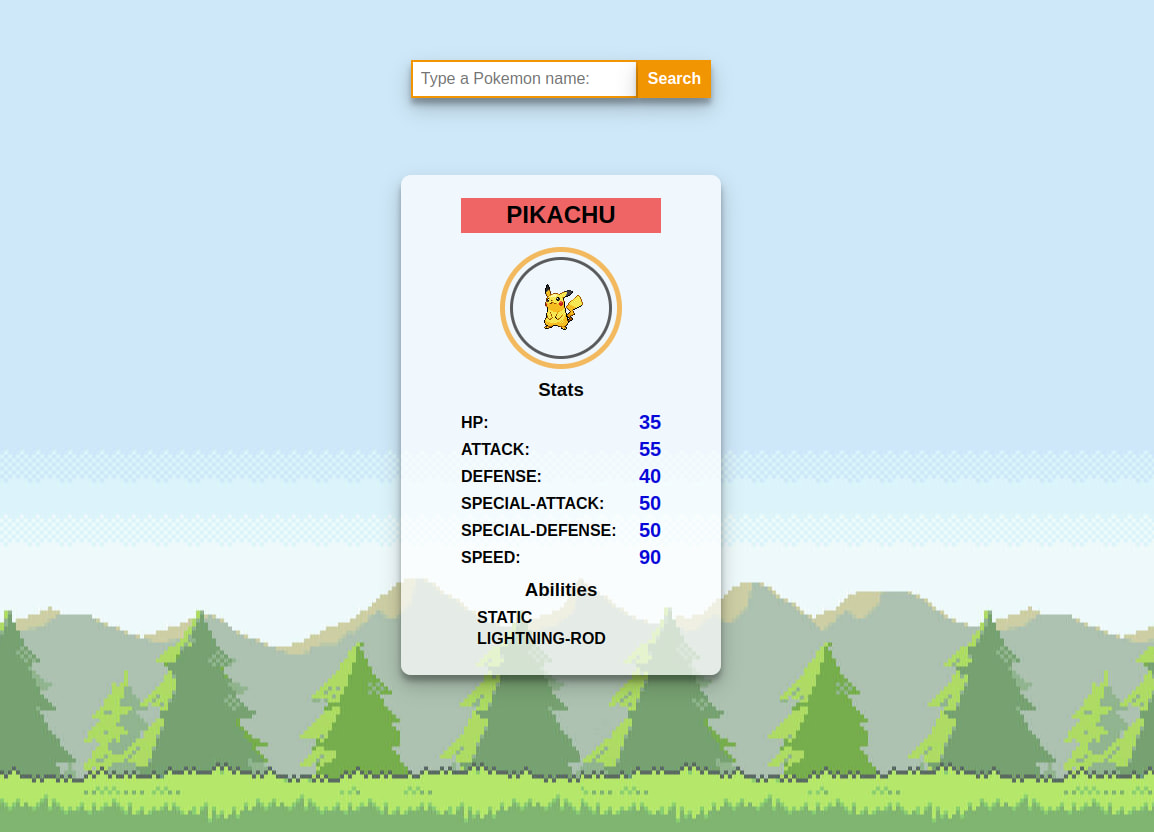 Type a Pokemon name: Search
PIKACHU
Stats
HP: 35
ATTACK: 55
DEFENSE: 40
SPECIAL-ATTACK: 50
SPECIAL-DEFENSE: 50
SPEED: 90
Abilities
STATIC
LIGHTNING-ROD